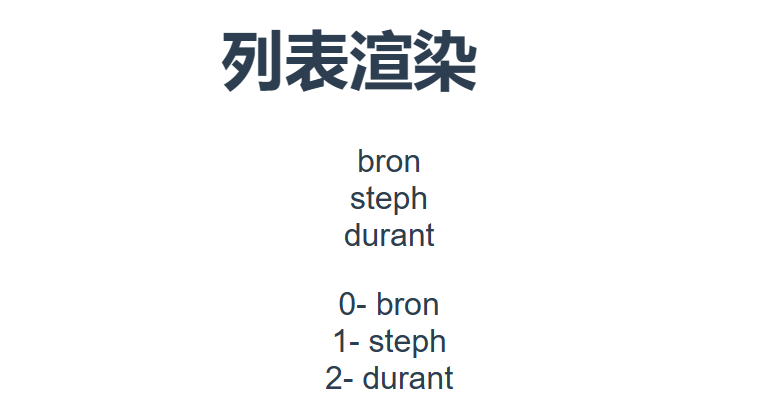 列表渲染
bron
steph
durant
0- bron
1- steph
2- durant